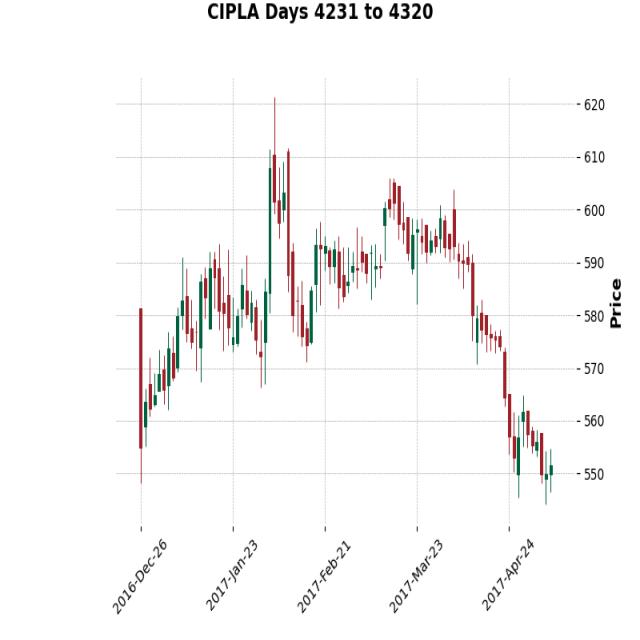 CIPLA Days 4231 to 4320
620
610
600
590
580
570
560
550
Price
2016-Dec-26
2017-Jan-23
2017-Feb-21
2017-Mar-23
2017-Apr-24